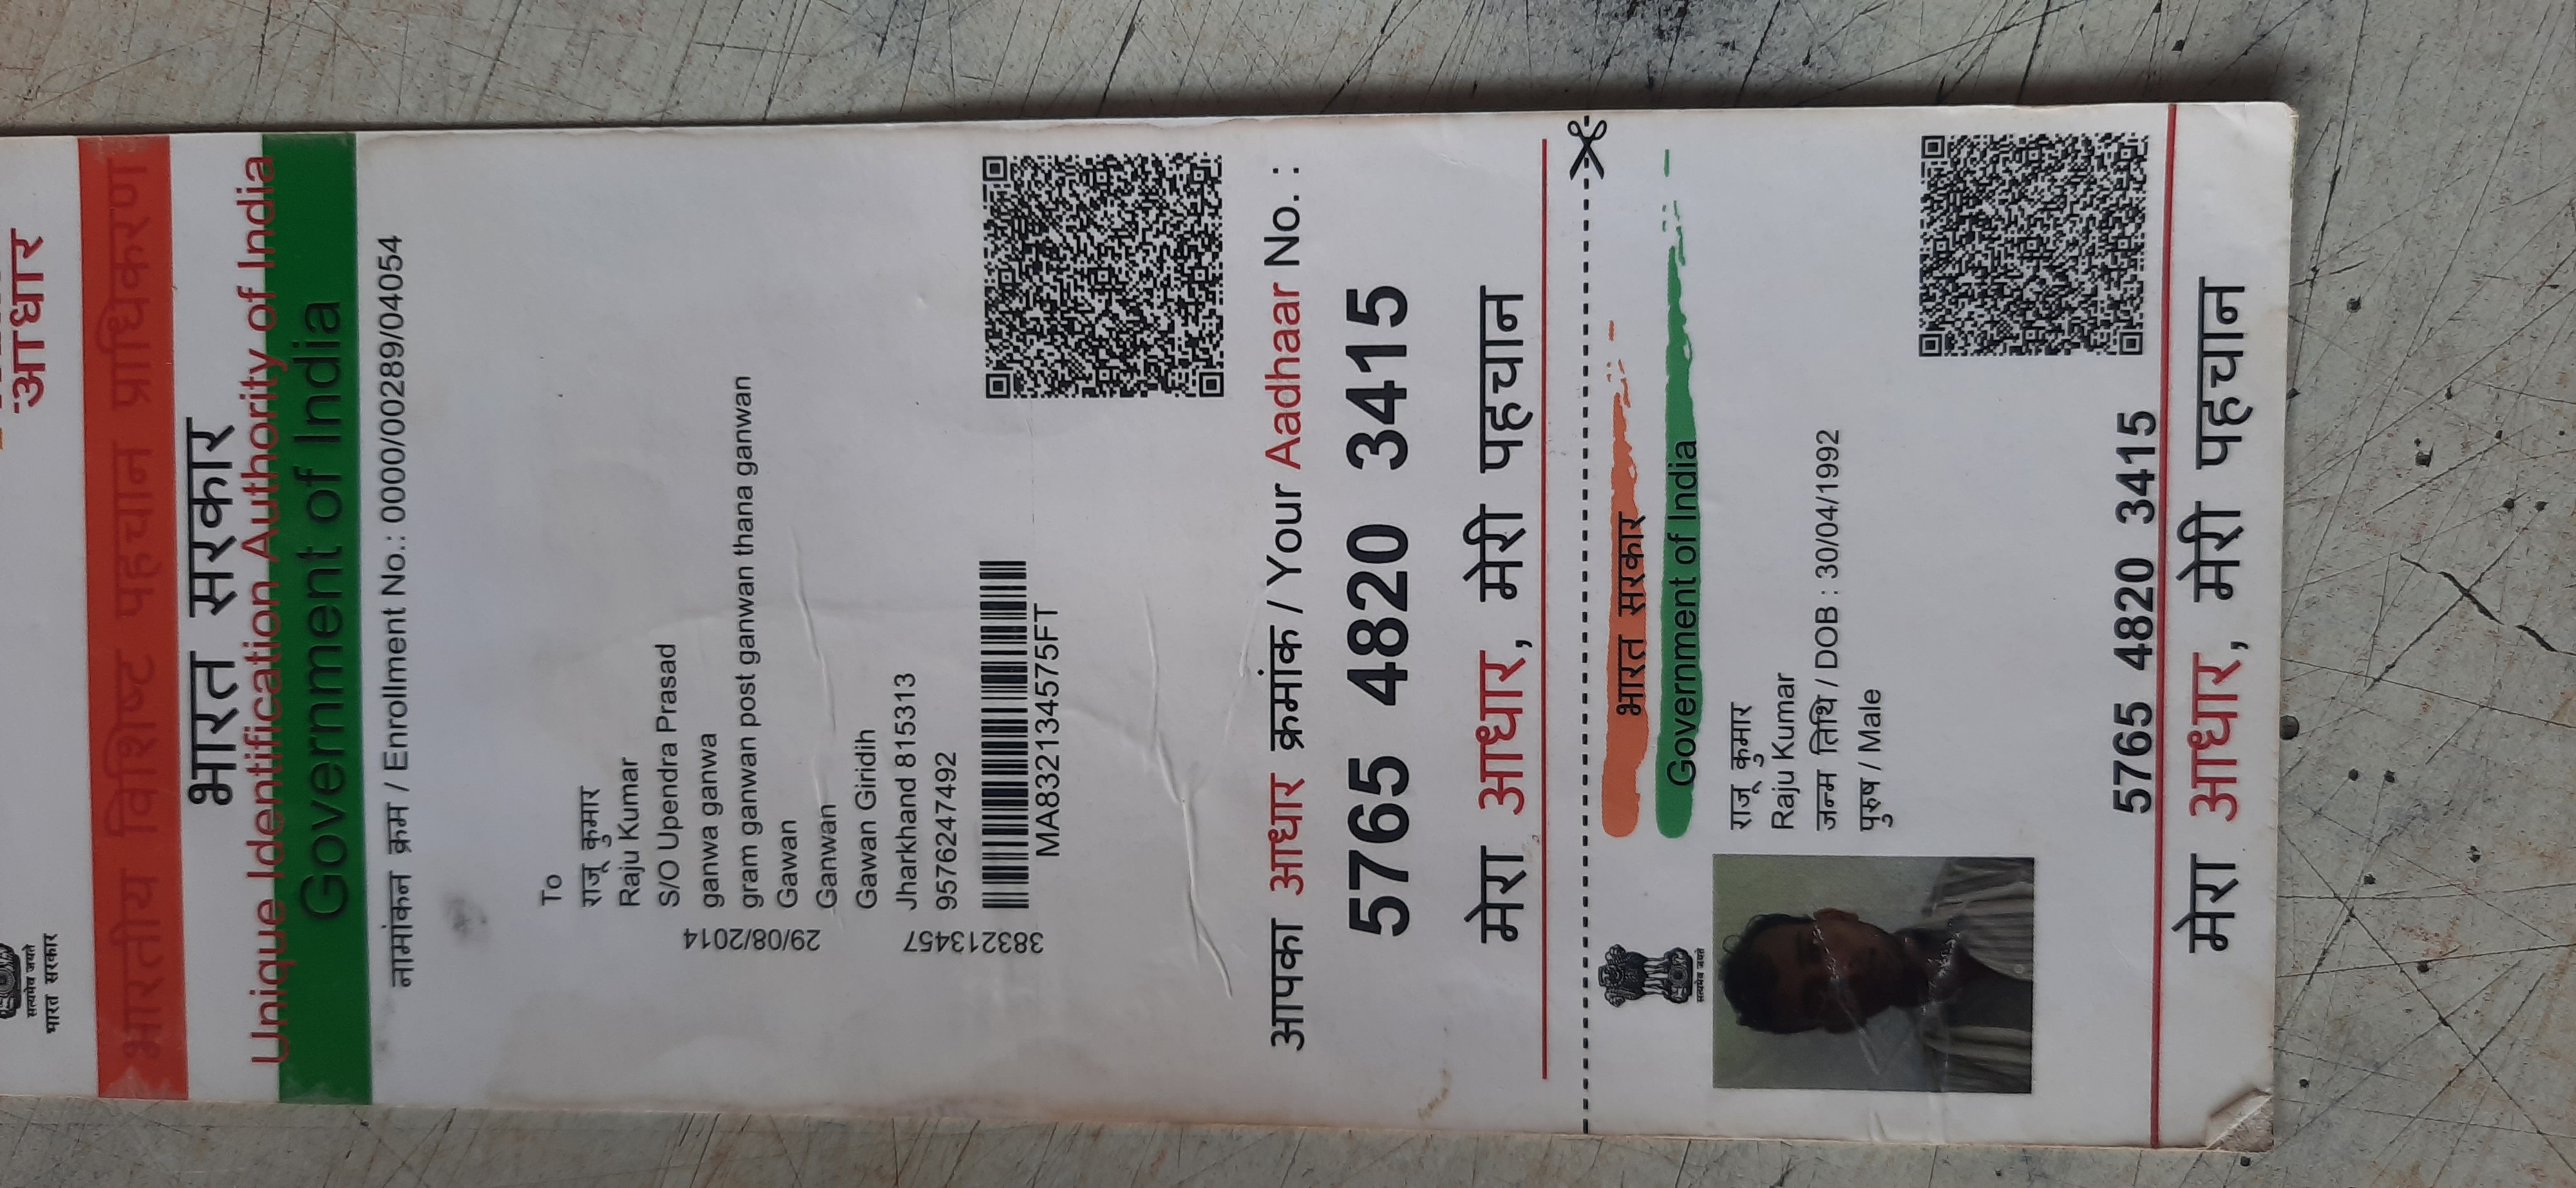 आधार
सत्यमेव जयते
भारत सरकार
भारतीय विशिष्ट पहचान प्राधिकरण
भारत सरकार
Unique Identification Authority of India
Government of India
नामांकन क्रम / Enrollment No.: 0000/00289/04054
To
राजू कुमार
Raju Kumar
S/O Upendra Prasad
ganwa ganwa
gram ganwan post ganwan thana ganwan
Gawan
Ganwan
Gawan Giridih
Jharkhand 815313
9576247492
29/08/2014
383213457
MA832134575FT
आपका आधार क्रमांक / Your Aadhaar No. :
5765 4820 3415
मेरा आधार, मेरी पहचान
भारत सरकार
Government of India
सत्यमेव जयते
राजू कुमार
Raju Kumar
जन्म तिथि / DOB : 30/04/1992
पुरुष / Male
5765 4820 3415
मेरा आधार, मेरी पहचान